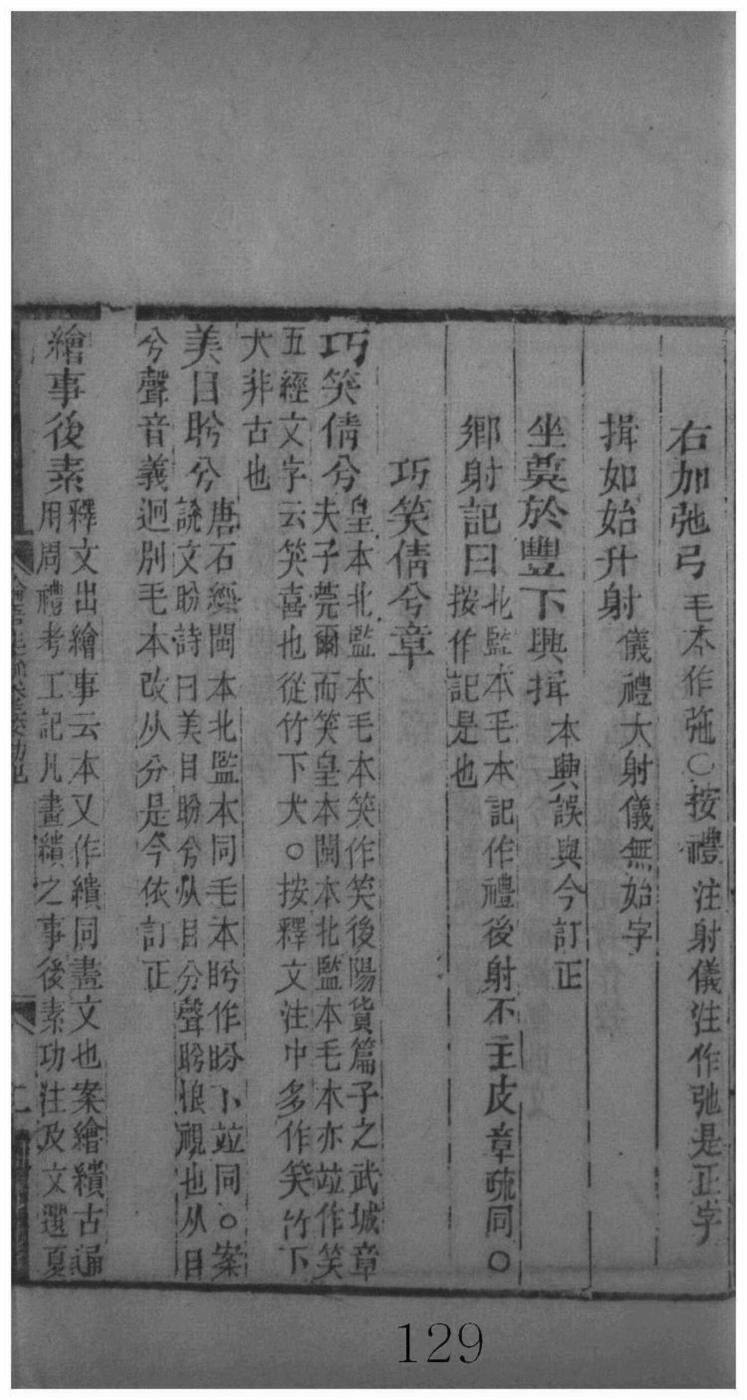 右加弛弓毛本作㢮〇按禮注射儀注作弛是正字
揖如始升射儀禮大射儀無始字
坐奠於豐下興揖本興誤與今訂正
鄉射記曰北監本毛本記作禮後射不主皮章疏同〇
按作記是也
巧笑倩兮章
巧笑倩兮皇本北監本毛本笑作笑後陽貨篇子之武城章
夫子莞爾而笑皇本閩本北監本毛本亦竝作笑
五經文字云笑喜也從竹下犬〇按釋文注中多作笑竹下
犬非古也
美目盻兮唐石經閩本北監本同毛本盻作盼下竝同〇案
說文盼詩曰美目盼兮从目分聲盻恨視也从目
兮聲音義迥別毛本改从分是今依訂正
繪事後素釋文出繪事云本又作繢同畫文也案繪繢古通
用周禮考工記凡畫繢之事後素功注及文選夏
129